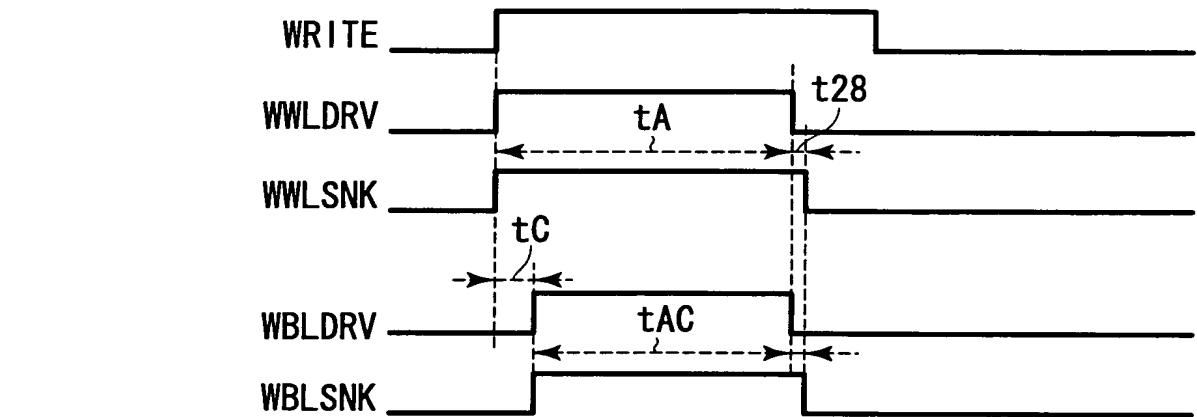 WRITE
WWLDRV
tA
t28
WWLSNK
tC
WBLDRV
tAC
WBLSNK